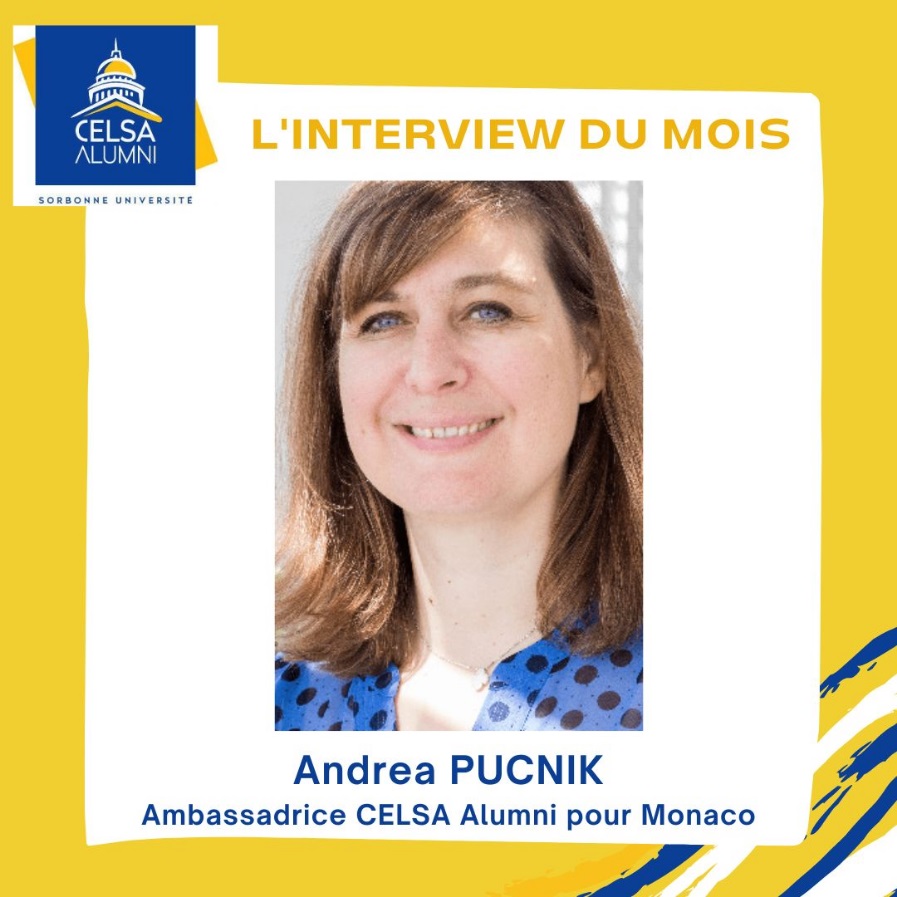 CELSA
ALUMNI
SORBONNE UNIVERSITÉ
L'INTERVIEW DU MOIS
Andrea PUCNIK
Ambassadrice CELSA Alumni pour Monaco